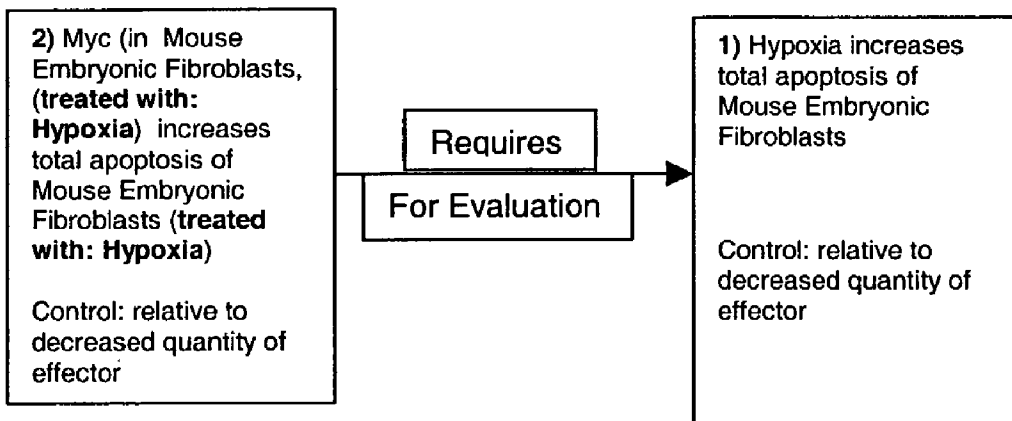 2) Myc (in Mouse
Embryonic Fibroblasts,
(treated with:
Hypoxia) increases
total apoptosis of
Mouse Embryonic
Fibroblasts (treated
with: Hypoxia)
Control: relative to
decreased quantity of
effector
Requires
For Evaluation
1) Hypoxia increases
total apoptosis of
Mouse Embryonic
Fibroblasts
Control: relative to
decreased quantity of
effector